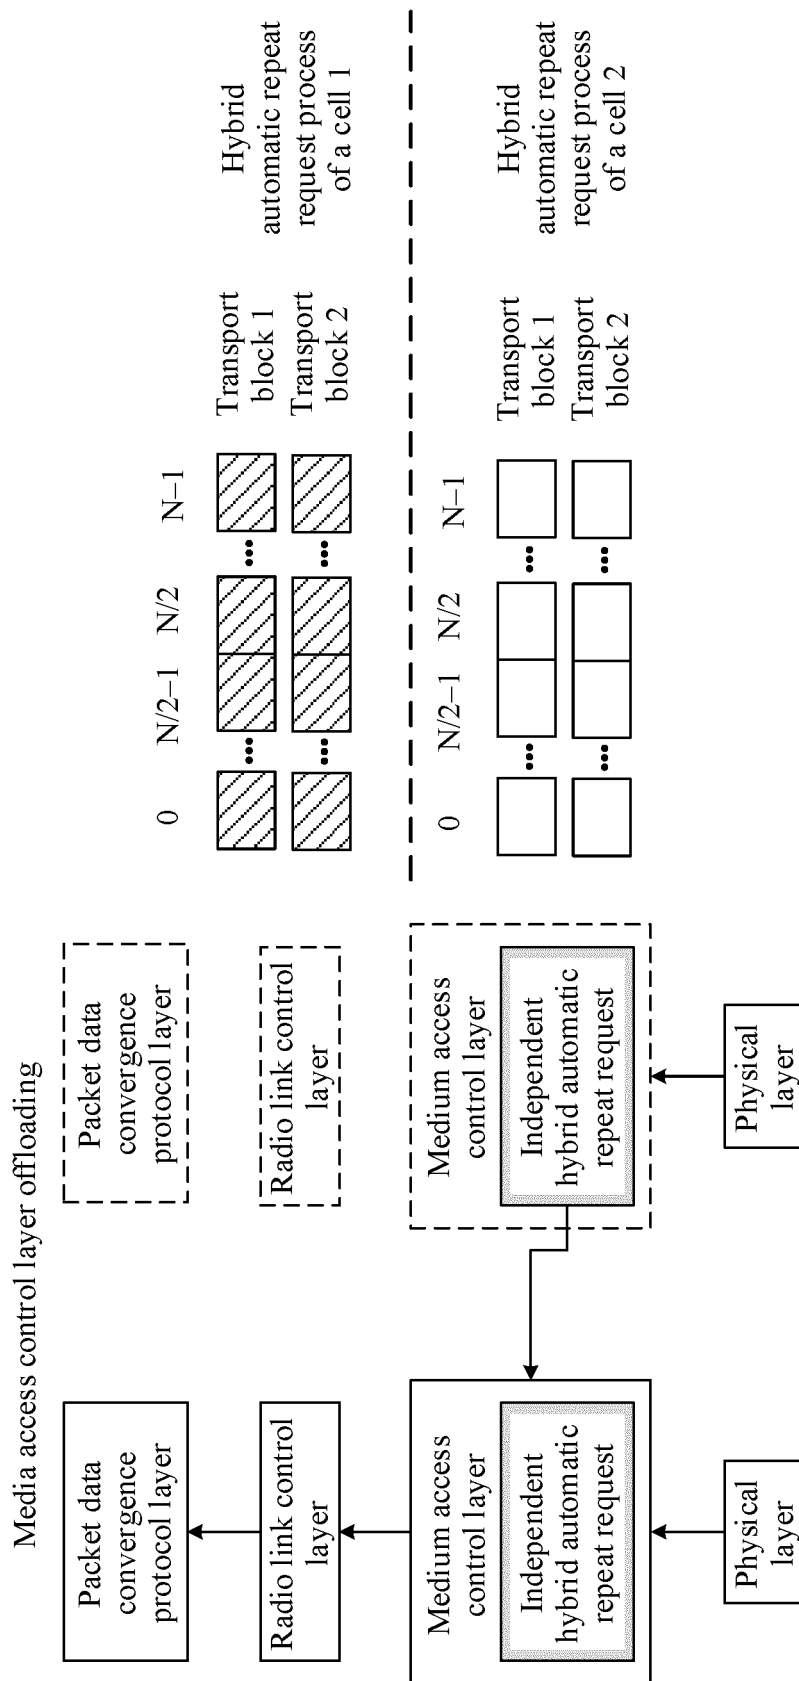 Media access control layer offloading
Packet data
convergence
protocol layer
Radio link control
layer
Medium access
control layer
Independent
hybrid automatic
repeat request
Physical
layer
Packet data
convergence
protocol layer
Radio link control
layer
Medium access
control layer
Independent
hybrid automatic
repeat request
Physical
layer
0
N/2–1
N/2
N–1
...
...
Transport
block 1
...
...
Transport
block 2
Hybrid
automatic repeat
request process
of a cell 1
0
N/2–1
N/2
N–1
...
...
Transport
block 1
...
...
Transport
block 2
Hybrid
automatic repeat
request process
of a cell 2